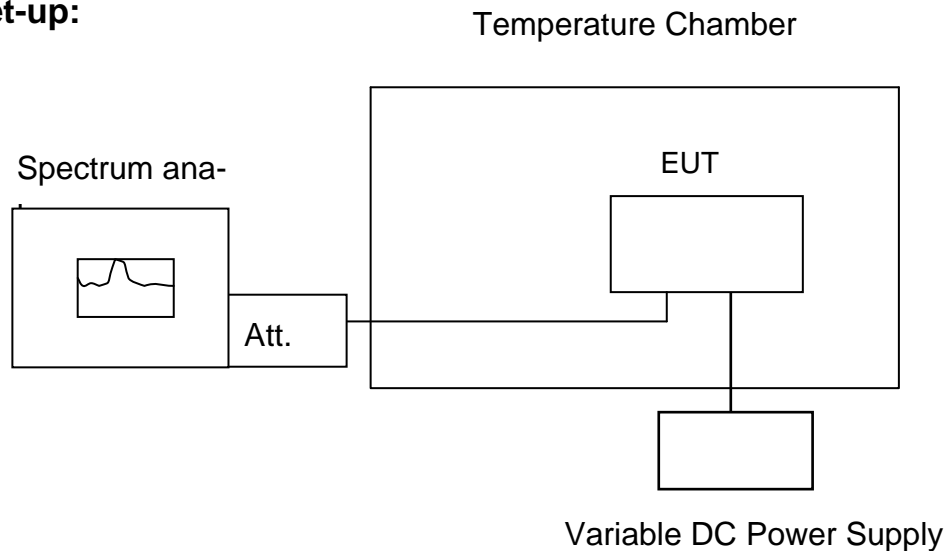 et-up:
Temperature Chamber
Spectrum ana-
EUT
Att.
Variable DC Power Supply